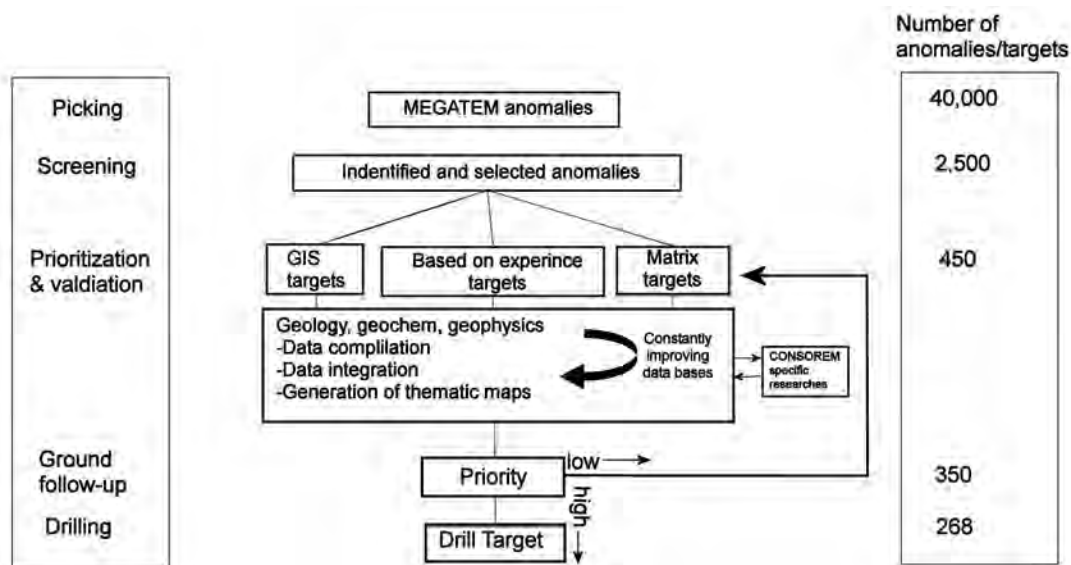 Number of
anomalies/targets
Picking
MEGATEM anomalies
40,000
Screening
Indentified and selected anomalies
2,500
Prioritization
& valdiation
GIS
targets
Based on experince
targets
Matrix
targets
450
Geology, geochem, geophysics
-Data complilation
-Data integration
-Generation of thematic maps
Constantly
improving
data bases
CONSOREM
specific
researches
Ground
follow-up
Priority
low
high
350
Drilling
Drill Target
268